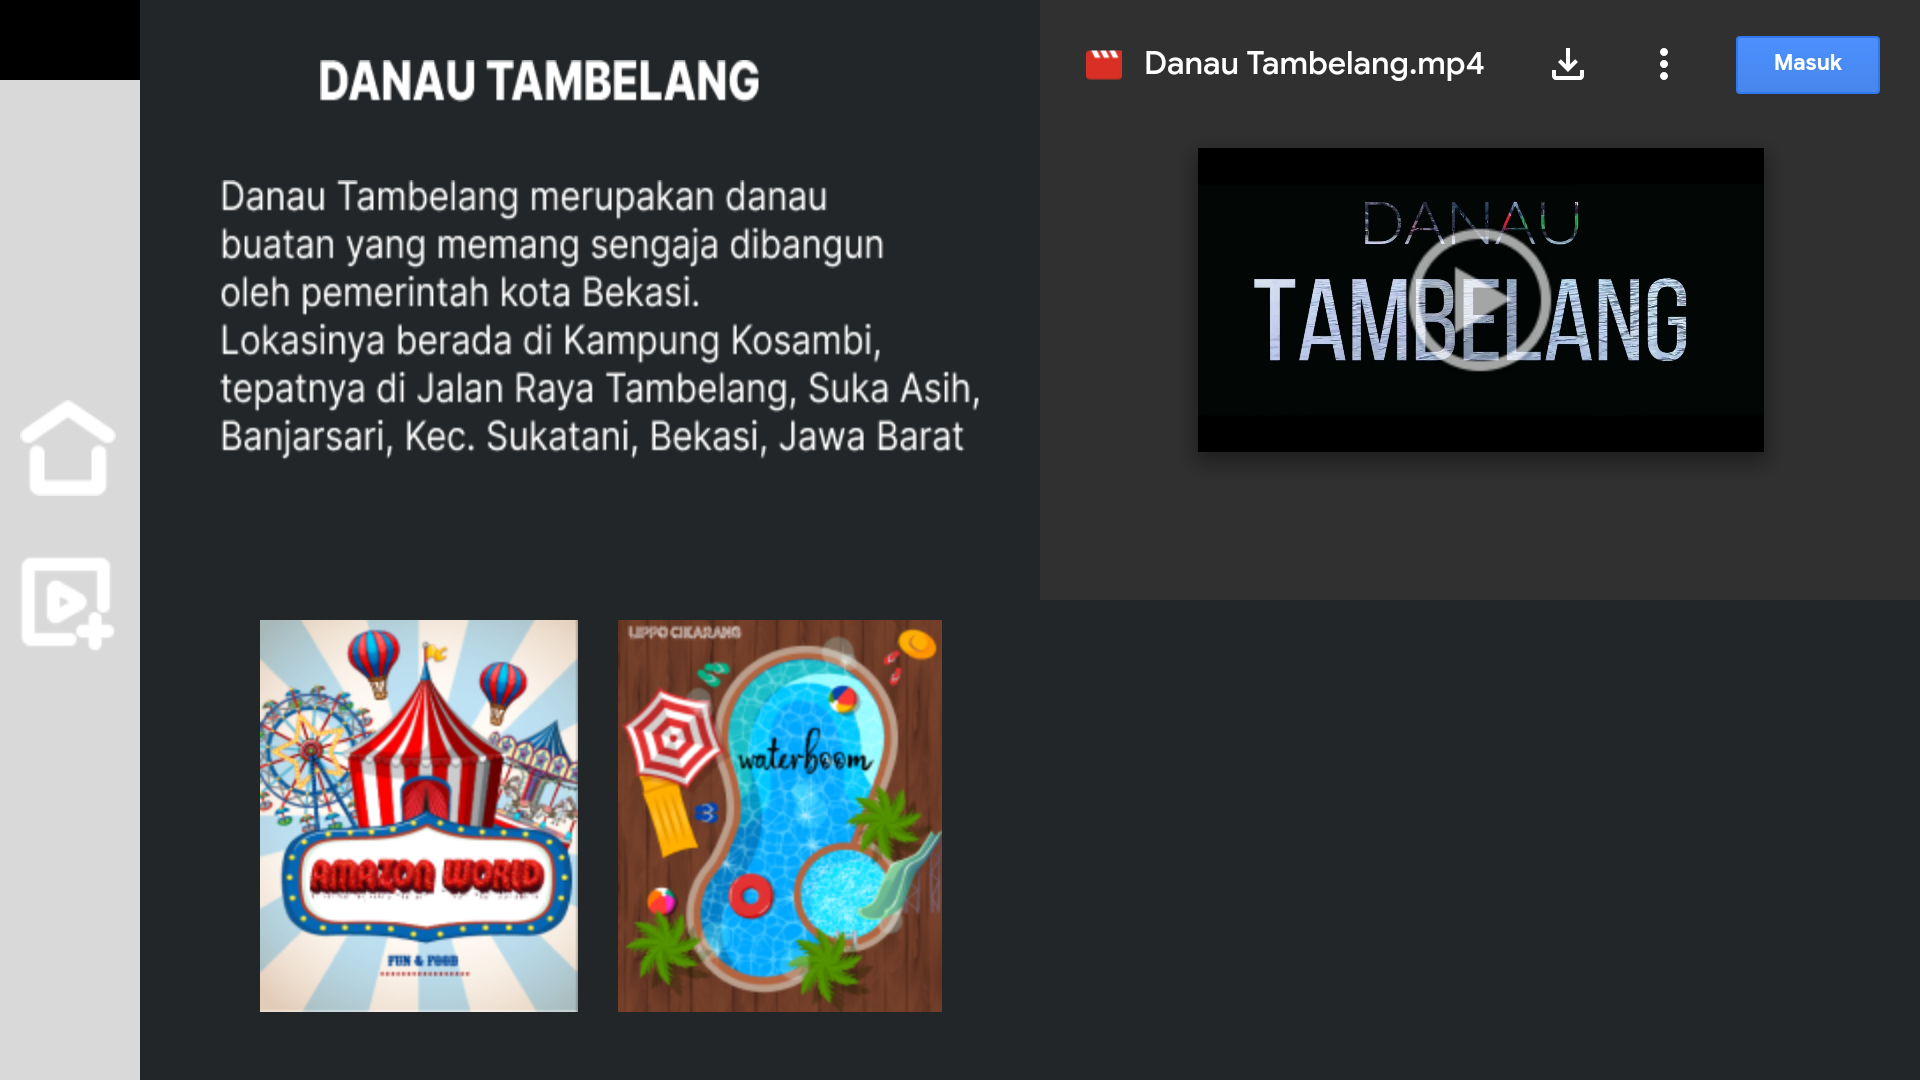 DANAU TAMBELANG
Danau Tambelang merupakan danau
buatan yang memang sengaja dibangun
oleh pemerintah kota Bekasi.
Lokasinya berada di Kampung Kosambi,
tepatnya di Jalan Raya Tambelang, Suka Asih,
Banjarsari, Kec. Sukatani, Bekasi, Jawa Barat
Danau Tambelang.mp4
Masuk
DANAU
TAMBELANG
AMAZON WORLD
FUN & FOOD
LIPPO CIKARANG
waterboom